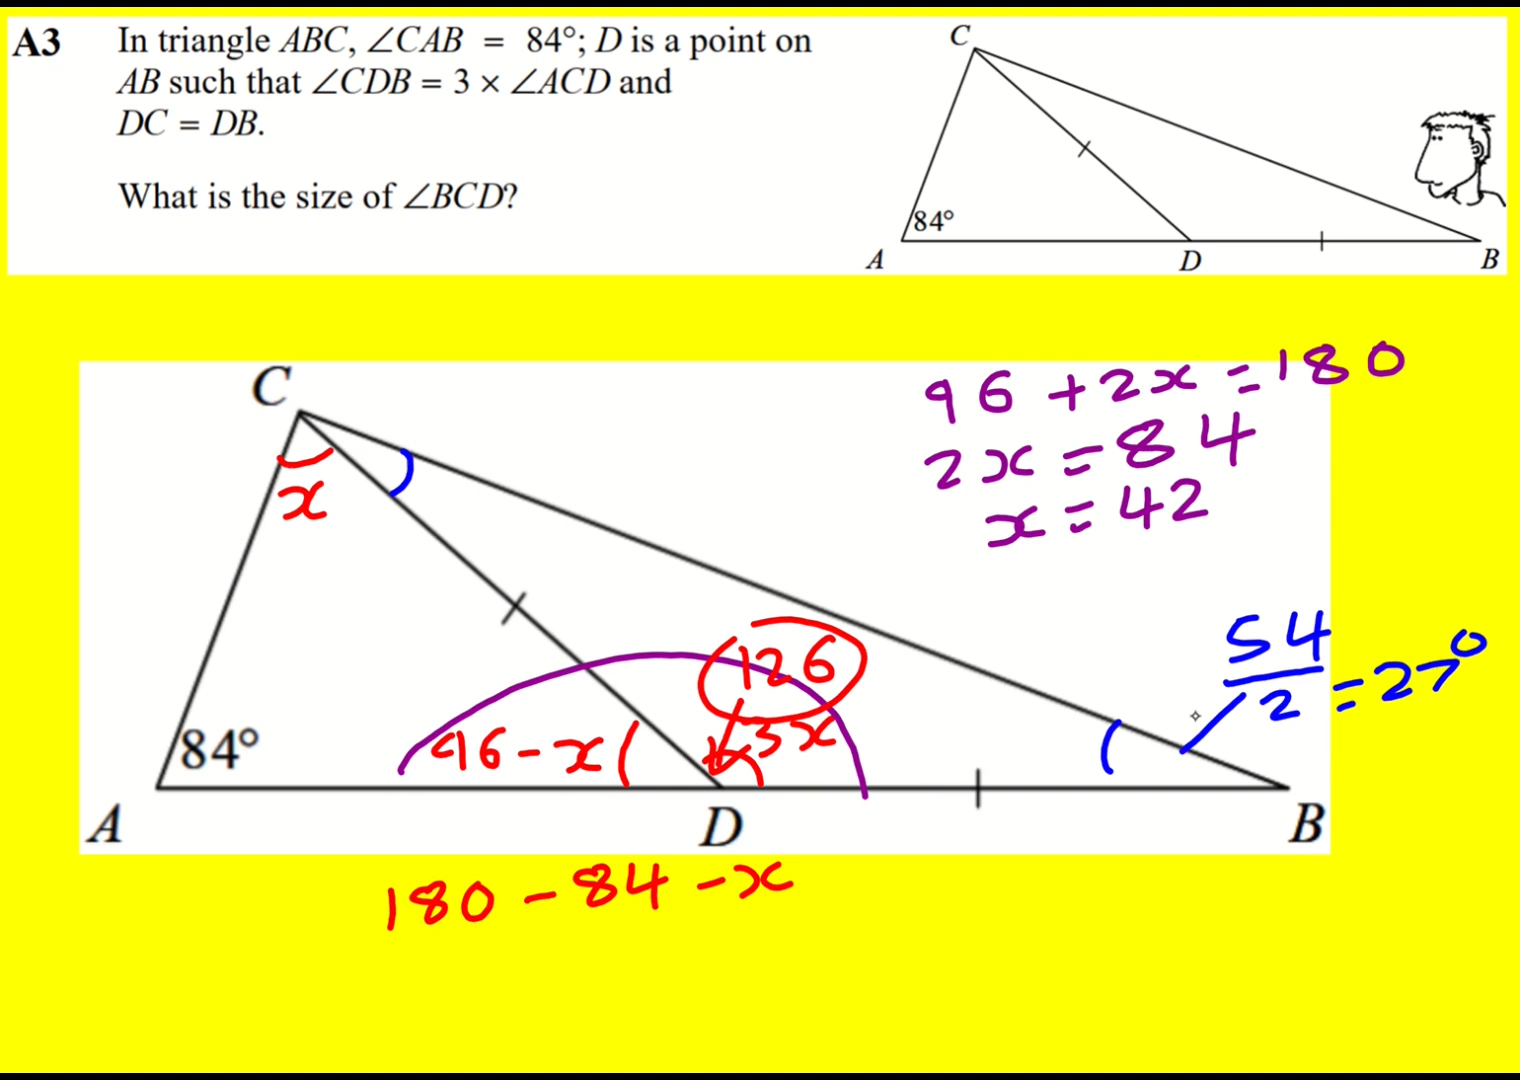 A3 In triangle ABC, ∠CAB = 84°; D is a point on
AB such that ∠CDB = 3 × ∠ACD and
DC = DB.
What is the size of ∠BCD?
C
84°
A
D
B
C
x
96 + 2x = 180
2x = 84
x = 42
126
54
/2 = 27°
84°
96 - x
3x
A
D
B
180 - 84 - x